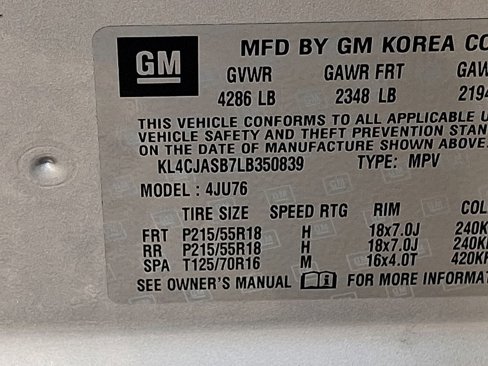 GM MFD BY GM KOREA CO
GVWR GAWR FRT GAW
4286 LB 2348 LB 2194
THIS VEHICLE CONFORMS TO ALL APPLICABLE
VEHICLE SAFETY AND THEFT PREVENTION STAN
ON THE DATE OF MANUFACTURE SHOWN ABOVE.
KL4CJASB7LB350839 TYPE: MPV
MODEL : 4JU76
TIRE SIZE SPEED RTG RIM COL
FRT P215/55R18 H 18x7.0J 240K
RR P215/55R18 H 18x7.0J 240K
SPA T125/70R16 M 16x4.0T 420K
SEE OWNER'S MANUAL FOR MORE INFORMAT